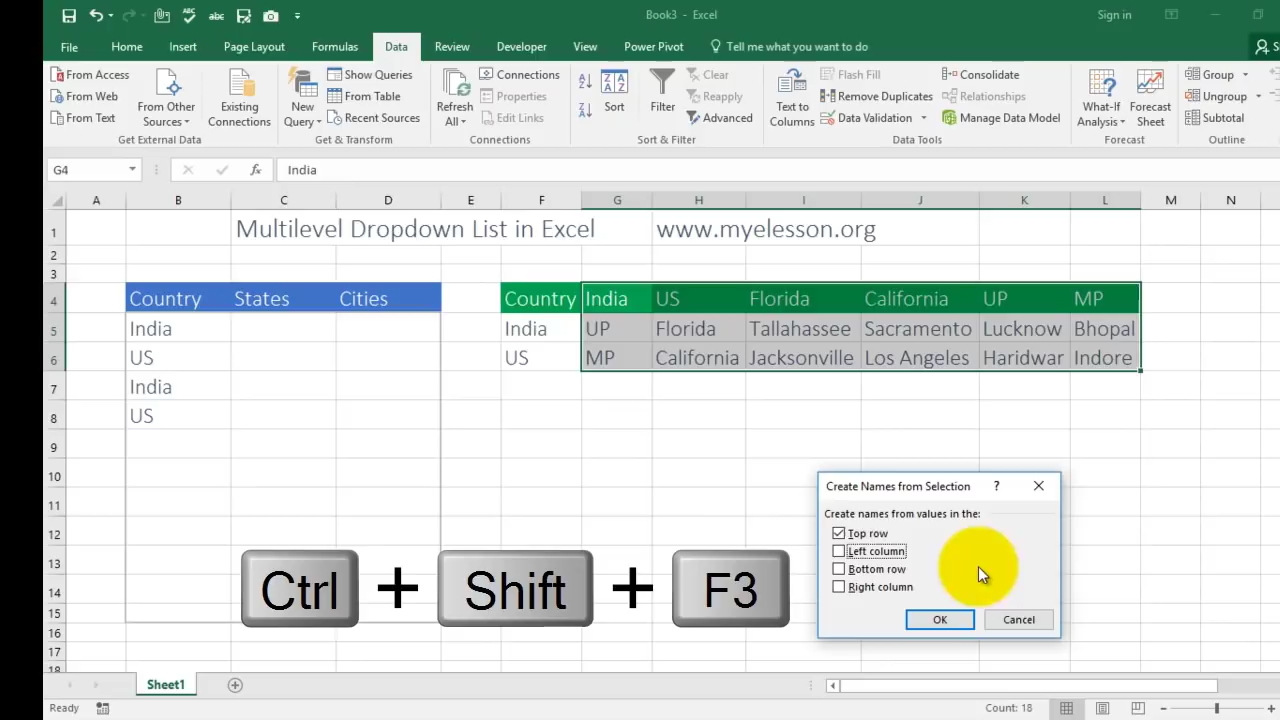 Book3 - Excel
Sign in
File Home Insert Page Layout Formulas Data Review Developer View Power Pivot Tell me what you want to do
From Access
From Web
From Text
From Other Sources
Existing Connections
Get External Data
New Query
Show Queries
From Table
Recent Sources
Get & Transform
Refresh All
Connections
Properties
Edit Links
Connections
Sort
Filter
Clear
Reapply
Advanced
Sort & Filter
Text to Columns
Flash Fill
Remove Duplicates
Data Validation
Consolidate
Relationships
Manage Data Model
Data Tools
What-If Analysis
Forecast Sheet
Forecast
Group
Ungroup
Subtotal
Outline
G4 fx India
A B C D E F G H I J K L M N
1 Multilevel Dropdown List in Excel www.myelesson.org
2
3
4 Country States Cities Country India US Florida California UP MP
5 India India UP Florida Tallahassee Sacramento Lucknow Bhopal
6 US US MP California Jacksonville Los Angeles Haridwar Indore
7 India
8 US
9
10
11
12
13
14
15
16
17
18
Create Names from Selection ?
Create names from values in the:
Top row
Left column
Bottom row
Right column
OK Cancel
Ctrl + Shift + F3
Sheet1
Ready Count: 18